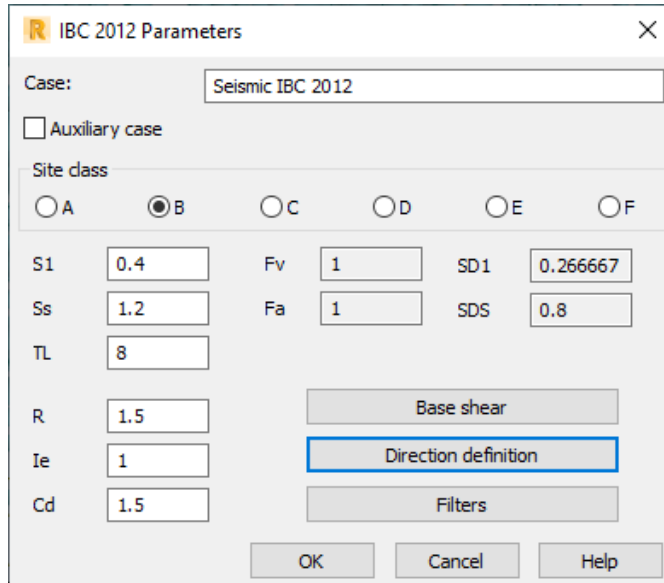 R IBC 2012 Parameters
Case: Seismic IBC 2012
Auxiliary case
Site class
A B C D E F
S1 0.4 Fv 1 SD1 0.266667
Ss 1.2 Fa 1 SDS 0.8
TL 8
Base shear
R 1.5
Direction definition
Ie 1
Cd 1.5 Filters
OK Cancel Help